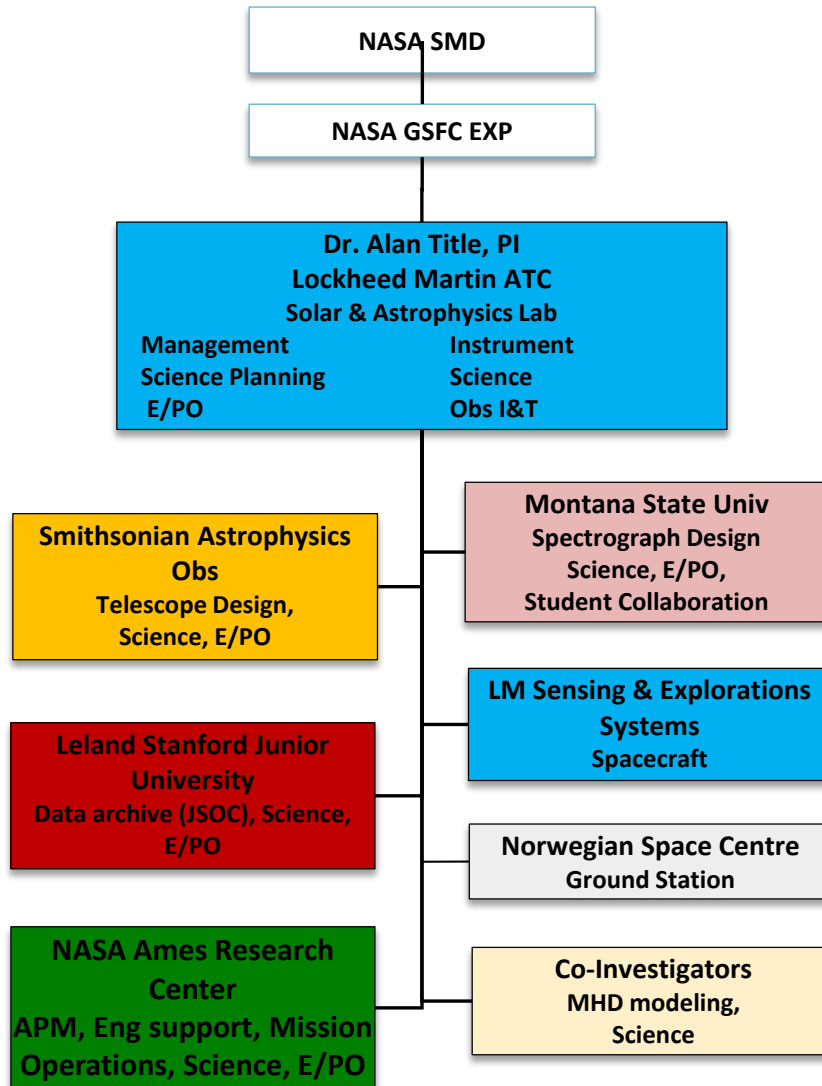 NASA SMD
NASA GSFC EXP
Dr. Alan Title, PI
Lockheed Martin ATC
Solar & Astrophysics Lab
Management
Science Planning
E/PO
Instrument
Science
Obs I&T
Smithsonian Astrophysics
Obs
Telescope Design,
Science, E/PO
Montana State Univ
Spectrograph Design
Science, E/PO,
Student Collaboration
Leland Stanford Junior
University
Data archive (JSOC), Science,
E/PO
LM Sensing & Explorations
Systems
Spacecraft
Norwegian Space Centre
Ground Station
NASA Ames Research
Center
APM, Eng support, Mission
Operations, Science, E/PO
Co-Investigators
MHD modeling,
Science